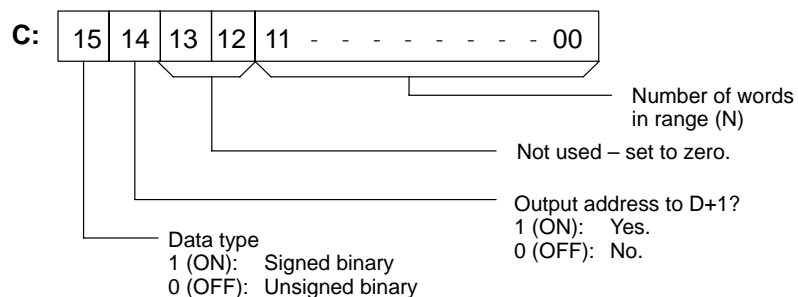 C: 15 14 13 12 11 - - - - - - - - 00
Number of words
in range (N)
Not used – set to zero.
Output address to D+1?
1 (ON): Yes.
0 (OFF): No.
Data type
1 (ON): Signed binary
0 (OFF): Unsigned binary